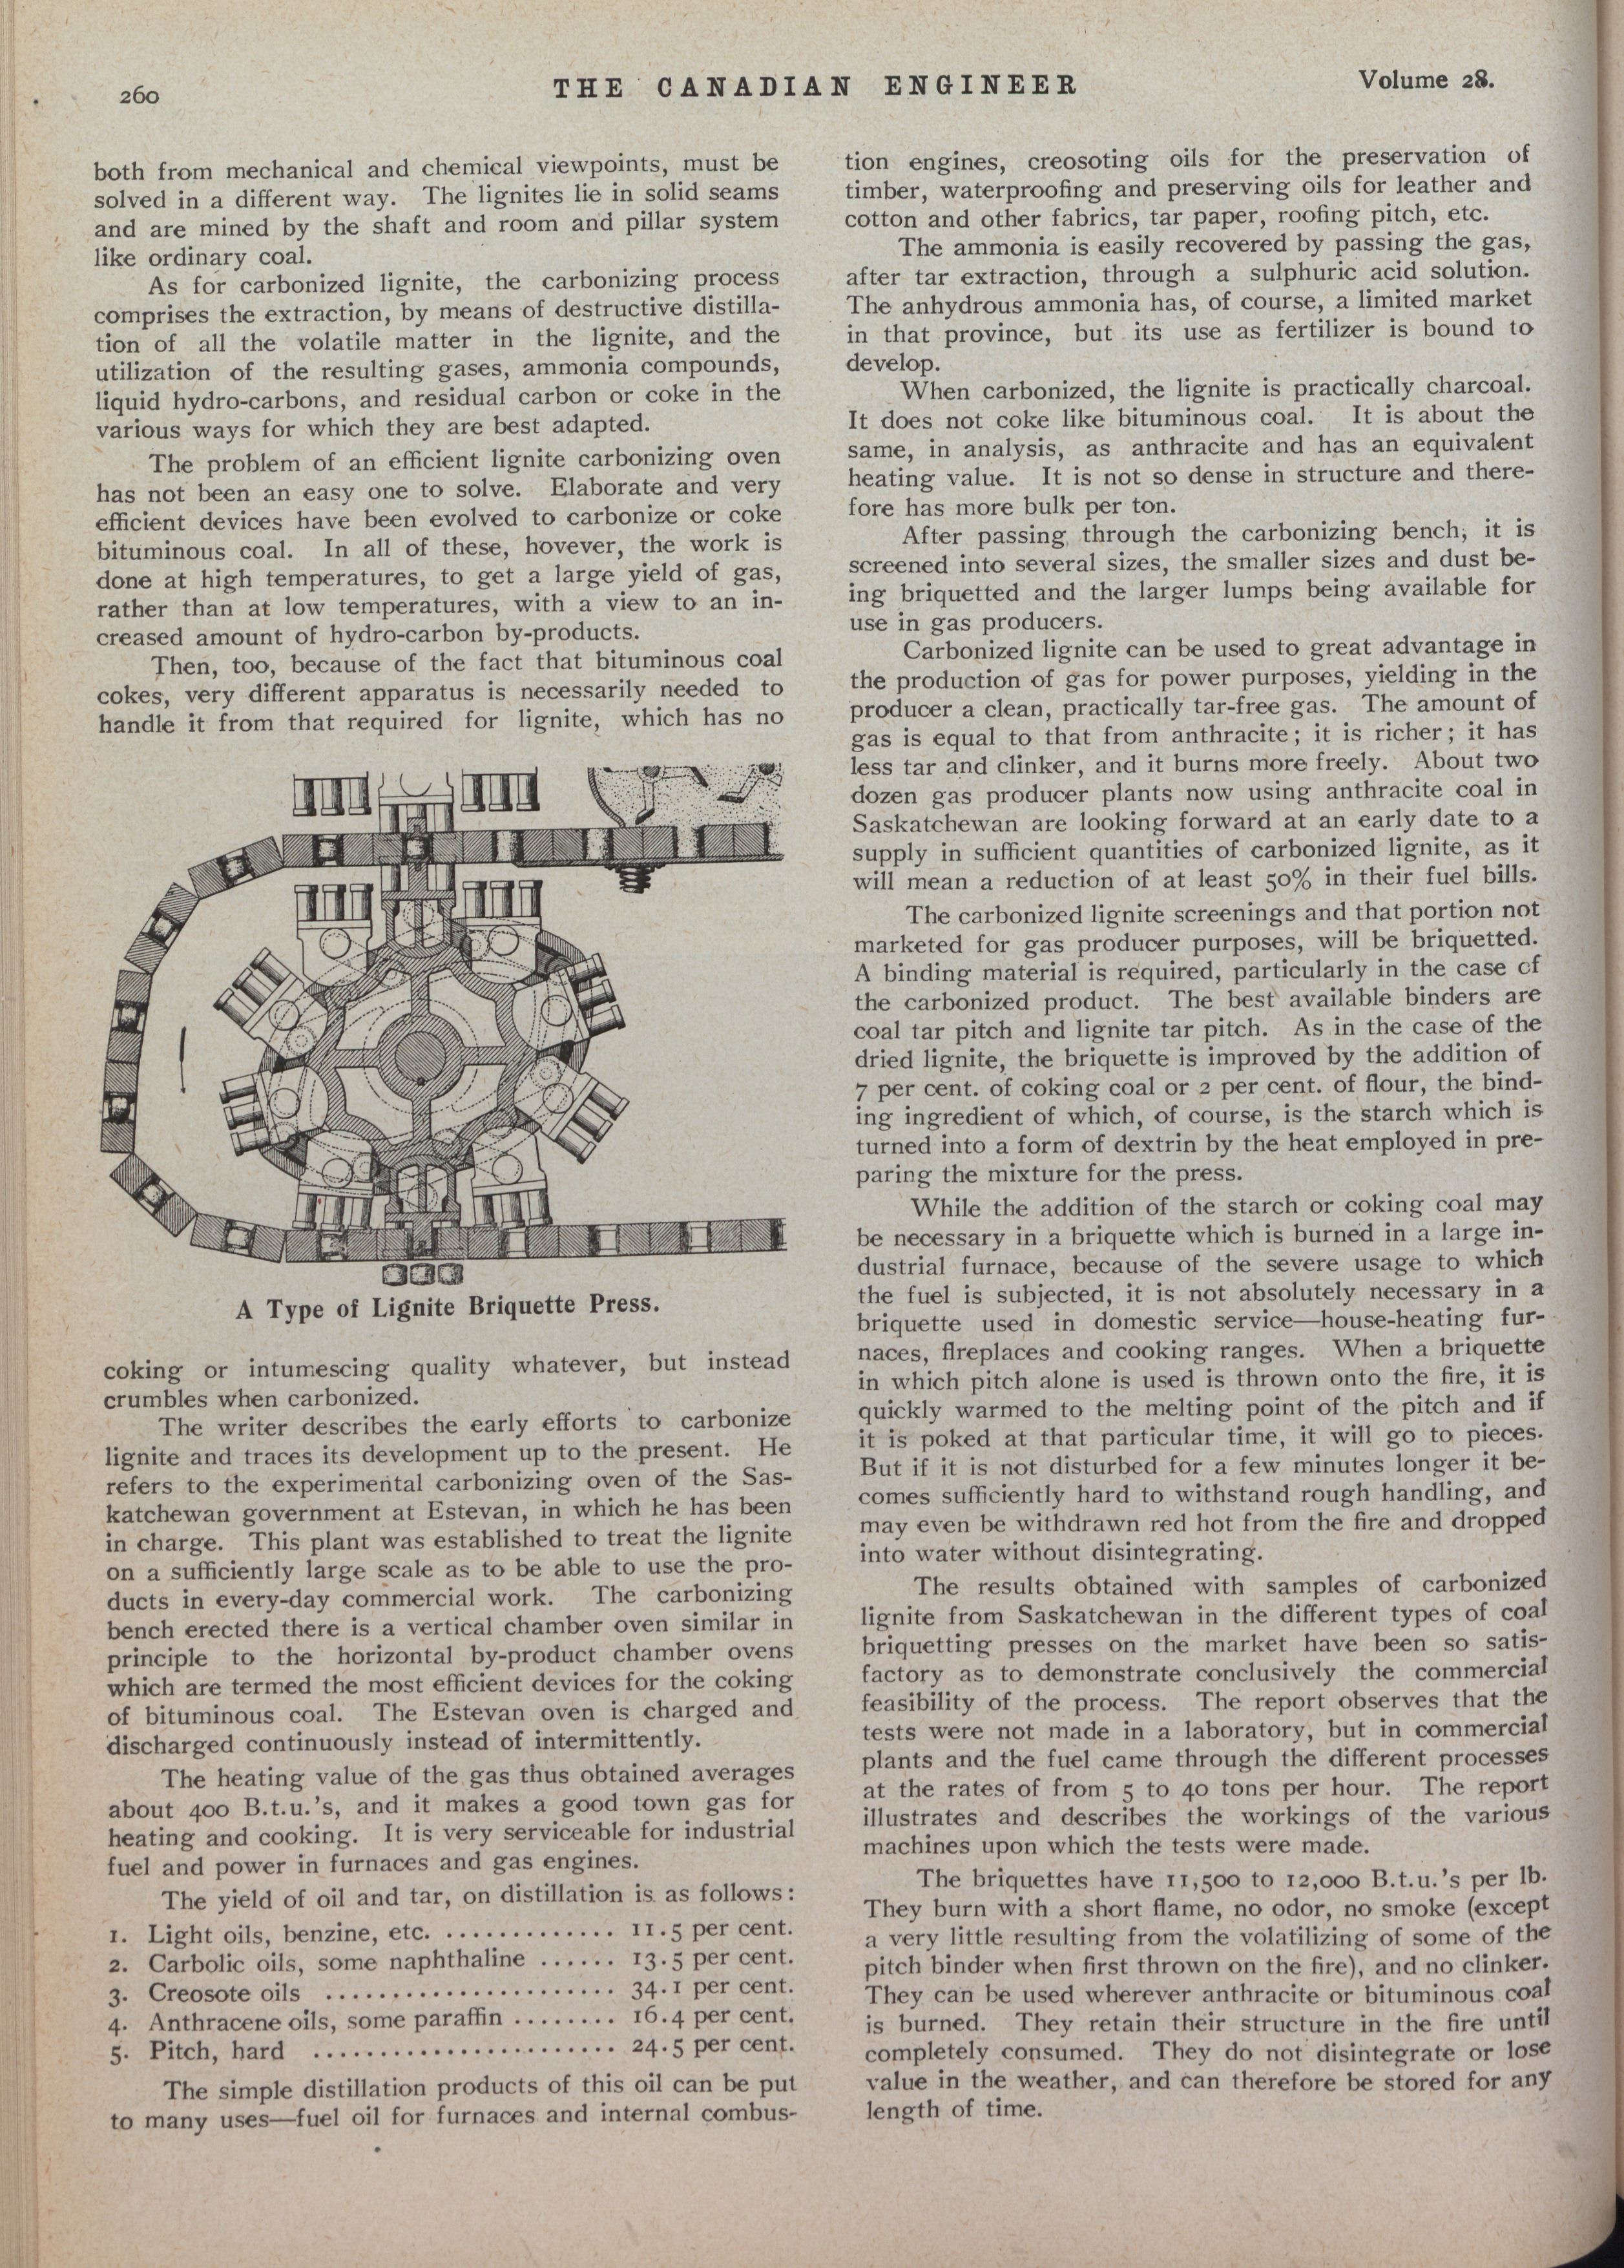 260
THE CANADIAN ENGINEER
Volume 28.
both from mechanical and chemical viewpoints, must be
solved in a different way. The lignites lie in solid seams
and are mined by the shaft and room and pillar system
like ordinary coal.
As for carbonized lignite, the carbonizing process
comprises the extraction, by means of destructive distilla-
tion of all the volatile matter in the lignite, and the
utilization of the resulting gases, ammonia compounds,
liquid hydro-carbons, and residual carbon or coke in the
various ways for which they are best adapted.
The problem of an efficient lignite carbonizing oven
has not been an easy one to solve. Elaborate and very
efficient devices have been evolved to carbonize or coke
bituminous coal. In all of these, hovever, the work is
done at high temperatures, to get a large yield of gas,
rather than at low temperatures, with a view to an in-
creased amount of hydro-carbon by-products.
Then, too, because of the fact that bituminous coal
cokes, very different apparatus is necessarily needed to
handle it from that required for lignite, which has no
A Type of Lignite Briquette Press.
coking or intumescing quality whatever, but instead
crumbles when carbonized.
The writer describes the early efforts to carbonize
lignite and traces its development up to the present. He
refers to the experimental carbonizing oven of the Sas-
katchewan government at Estevan, in which he has been
in charge. This plant was established to treat the lignite
on a sufficiently large scale as to be able to use the pro-
ducts in every-day commercial work. The carbonizing
bench erected there is a vertical chamber oven similar in
principle to the horizontal by-product chamber ovens
which are termed the most efficient devices for the coking
of bituminous coal. The Estevan oven is charged and
discharged continuously instead of intermittently.
The heating value of the gas thus obtained averages
about 400 B.t.u.'s, and it makes a good town gas for
heating and cooking. It is very serviceable for industrial
fuel and power in furnaces and gas engines.
The yield of oil and tar, on distillation is as follows:
1. Light oils, benzine, etc. ............. 11.5 per cent.
2. Carbolic oils, some naphthaline ...... 13.5 per cent.
3. Creosote oils ...................... 34.1 per cent.
4. Anthracene oils, some paraffin ........ 16.4 per cent.
5. Pitch, hard ....................... 24.5 per cent.
The simple distillation products of this oil can be put
to many uses—fuel oil for furnaces and internal combus-
tion engines, creosoting oils for the preservation of
timber, waterproofing and preserving oils for leather and
cotton and other fabrics, tar paper, roofing pitch, etc.
The ammonia is easily recovered by passing the gas,
after tar extraction, through a sulphuric acid solution.
The anhydrous ammonia has, of course, a limited market
in that province, but its use as fertilizer is bound to
develop.
When carbonized, the lignite is practically charcoal.
It does not coke like bituminous coal. It is about the
same, in analysis, as anthracite and has an equivalent
heating value. It is not so dense in structure and there-
fore has more bulk per ton.
After passing through the carbonizing bench, it is
screened into several sizes, the smaller sizes and dust be-
ing briquetted and the larger lumps being available for
use in gas producers.
Carbonized lignite can be used to great advantage in
the production of gas for power purposes, yielding in the
producer a clean, practically tar-free gas. The amount of
gas is equal to that from anthracite; it is richer; it has
less tar and clinker, and it burns more freely. About two
dozen gas producer plants now using anthracite coal in
Saskatchewan are looking forward at an early date to a
supply in sufficient quantities of carbonized lignite, as it
will mean a reduction of at least 50% in their fuel bills.
The carbonized lignite screenings and that portion not
marketed for gas producer purposes, will be briquetted.
A binding material is required, particularly in the case of
the carbonized product. The best available binders are
coal tar pitch and lignite tar pitch. As in the case of the
dried lignite, the briquette is improved by the addition of
7 per cent. of coking coal or 2 per cent. of flour, the bind-
ing ingredient of which, of course, is the starch which is
turned into a form of dextrin by the heat employed in pre-
paring the mixture for the press.
While the addition of the starch or coking coal may
be necessary in a briquette which is burned in a large in-
dustrial furnace, because of the severe usage to which
the fuel is subjected, it is not absolutely necessary in a
briquette used in domestic service—house-heating fur-
naces, fireplaces and cooking ranges. When a briquette
in which pitch alone is used is thrown onto the fire, it is
quickly warmed to the melting point of the pitch and if
it is poked at that particular time, it will go to pieces.
But if it is not disturbed for a few minutes longer it be-
comes sufficiently hard to withstand rough handling, and
may even be withdrawn red hot from the fire and dropped
into water without disintegrating.
The results obtained with samples of carbonized
lignite from Saskatchewan in the different types of coal
briquetting presses on the market have been so satis-
factory as to demonstrate conclusively the commercial
feasibility of the process. The report observes that the
tests were not made in a laboratory, but in commercial
plants and the fuel came through the different processes
at the rates of from 5 to 40 tons per hour. The report
illustrates and describes the workings of the various
machines upon which the tests were made.
The briquettes have 11,500 to 12,000 B.t.u.'s per lb.
They burn with a short flame, no odor, no smoke (except
a very little resulting from the volatilizing of some of the
pitch binder when first thrown on the fire), and no clinker.
They can be used wherever anthracite or bituminous coal
is burned. They retain their structure in the fire until
completely consumed. They do not disintegrate or lose
value in the weather, and can therefore be stored for any
length of time.